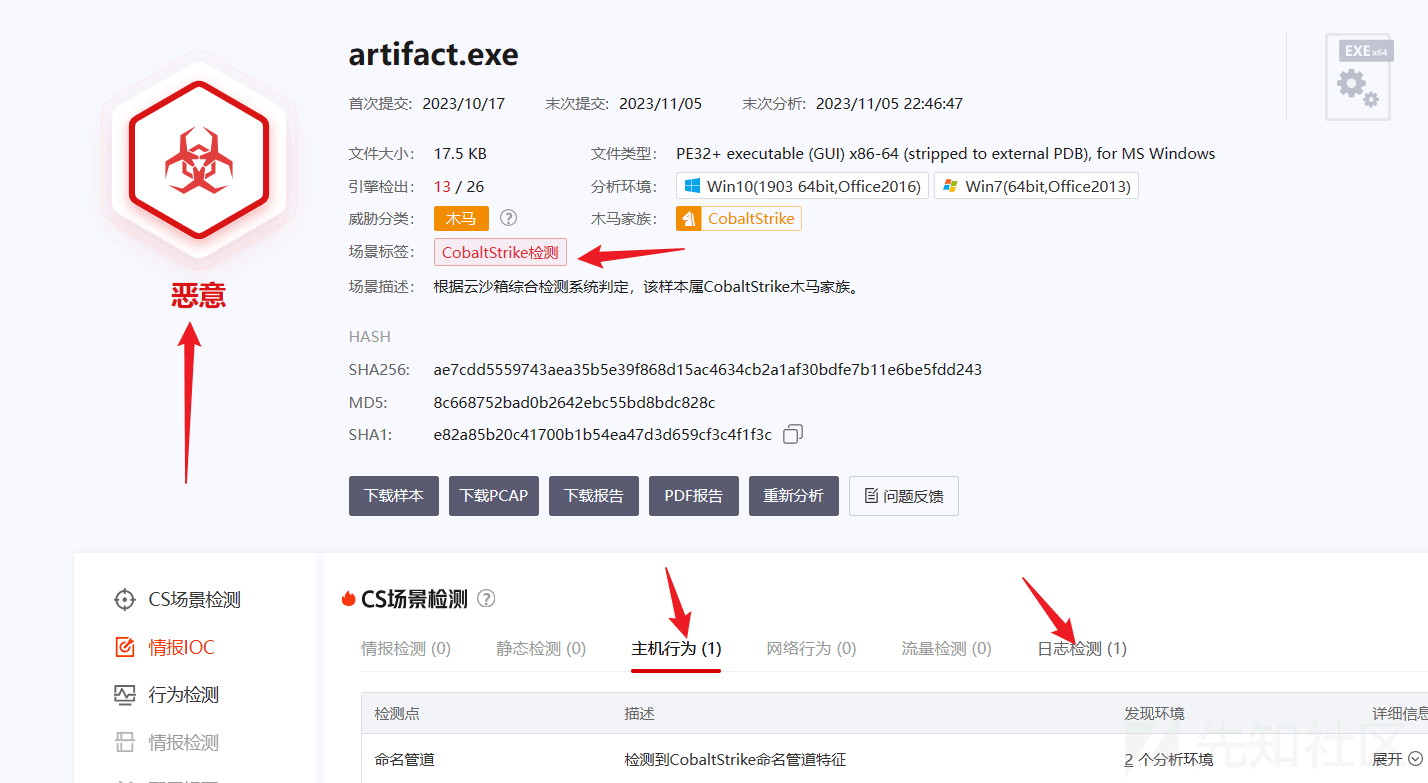 artifact.exe
EXE x64
首次提交: 2023/10/17 末次提交: 2023/11/05 末次分析: 2023/11/05 22:46:47
文件大小: 17.5 KB 文件类型: PE32+ executable (GUI) x86-64 (stripped to external PDB), for MS Windows
引擎检出: 13 / 26 分析环境: Win10(1903 64bit,Office2016) Win7(64bit,Office2013)
威胁分类: 木马 ? 木马家族: CobaltStrike
场景标签: CobaltStrike检测
场景描述: 根据云沙箱综合检测系统判定，该样本属CobaltStrike木马家族。
恶意
HASH
SHA256: ae7cdd5559743aea35b5e39f868d15ac4634cb2a1af30bdfe7b11e6be5fdd243
MD5: 8c668752bad0b2642ebc55bd8bdc828c
SHA1: e82a85b20c41700b1b54ea47d3d659cf3c4f1f3c
下载样本 下载PCAP 下载报告 PDF报告 重新分析 问题反馈
CS场景检测
情报IOC
行为检测
情报检测
CS场景检测 ?
情报检测 (0) 静态检测 (0) 主机行为 (1) 网络行为 (0) 流量检测 (0) 日志检测 (1)
检测点 描述 发现环境 详细信息
命名管道 检测到CobaltStrike命名管道特征 2 个分析环境 展开
先知社区